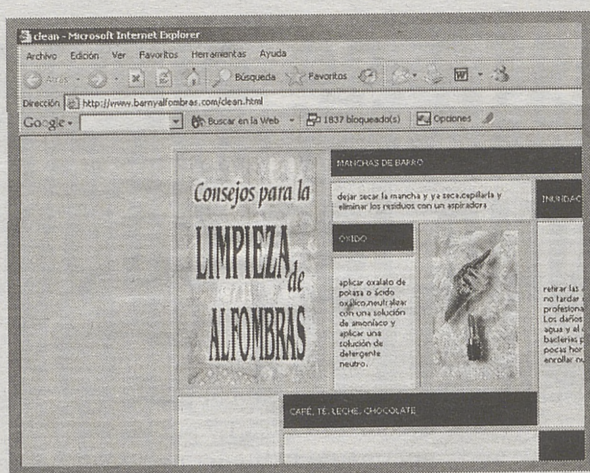 clean - Microsoft Internet Explorer
Archivo Edición Ver Favoritos Herramientas Ayuda
Atrás Búsqueda Favoritos
Dirección http://www.barnyalfombras.com/clean.html
Google Buscar en la Web 1837 bloqueado(s) Opciones
Consejos para la
LIMPIEZA
de
ALFOMBRAS
MANCHAS DE BARRO
dejar secar la mancha y ya seca,cepillarla y
eliminar los residuos con un aspiradora
OXIDO
aplicar oxalato de
potasa o ácido
oxálico,neutralizar
con una solución
de amoníaco y
aplicar una
solución de
detergente
neutro.
INUNDAC
retirar las
no tardar
profesiona
Los daños
agua y al
bacterias p
pocas hor
enrollar nu
CAFÉ, TÉ, LECHE, CHOCOLATE